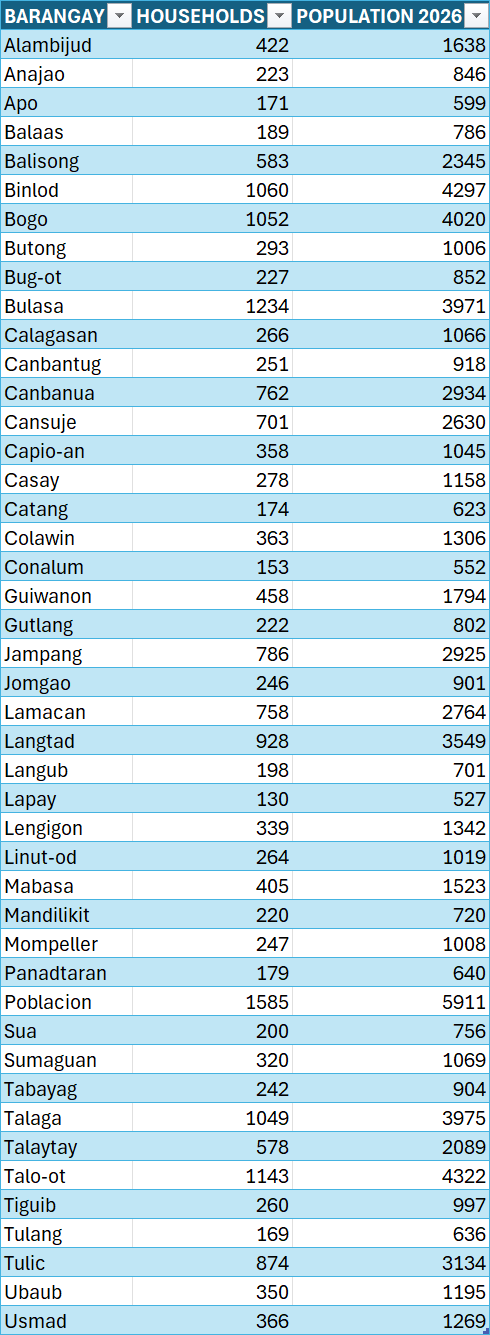 BARANGAY HOUSEHOLDS POPULATION 2026
Alambijud 422 1638
Anajao 223 846
Apo 171 599
Balaas 189 786
Balisong 583 2345
Binlod 1060 4297
Bogo 1052 4020
Butong 293 1006
Bug-ot 227 852
Bulasa 1234 3971
Calagasan 266 1066
Canbantug 251 918
Canbanua 762 2934
Cansuje 701 2630
Capio-an 358 1045
Casay 278 1158
Catang 174 623
Colawin 363 1306
Conalum 153 552
Guiwanon 458 1794
Gutlang 222 802
Jampang 786 2925
Jomgao 246 901
Lamacan 758 2764
Langtad 928 3549
Langub 198 701
Lapay 130 527
Lengigon 339 1342
Linut-od 264 1019
Mabasa 405 1523
Mandilikit 220 720
Mompeller 247 1008
Panadtaran 179 640
Poblacion 1585 5911
Sua 200 756
Sumaguan 320 1069
Tabayag 242 904
Talaga 1049 3975
Talaytay 578 2089
Talo-ot 1143 4322
Tiguib 260 997
Tulang 169 636
Tulic 874 3134
Ubaub 350 1195
Usmad 366 1269